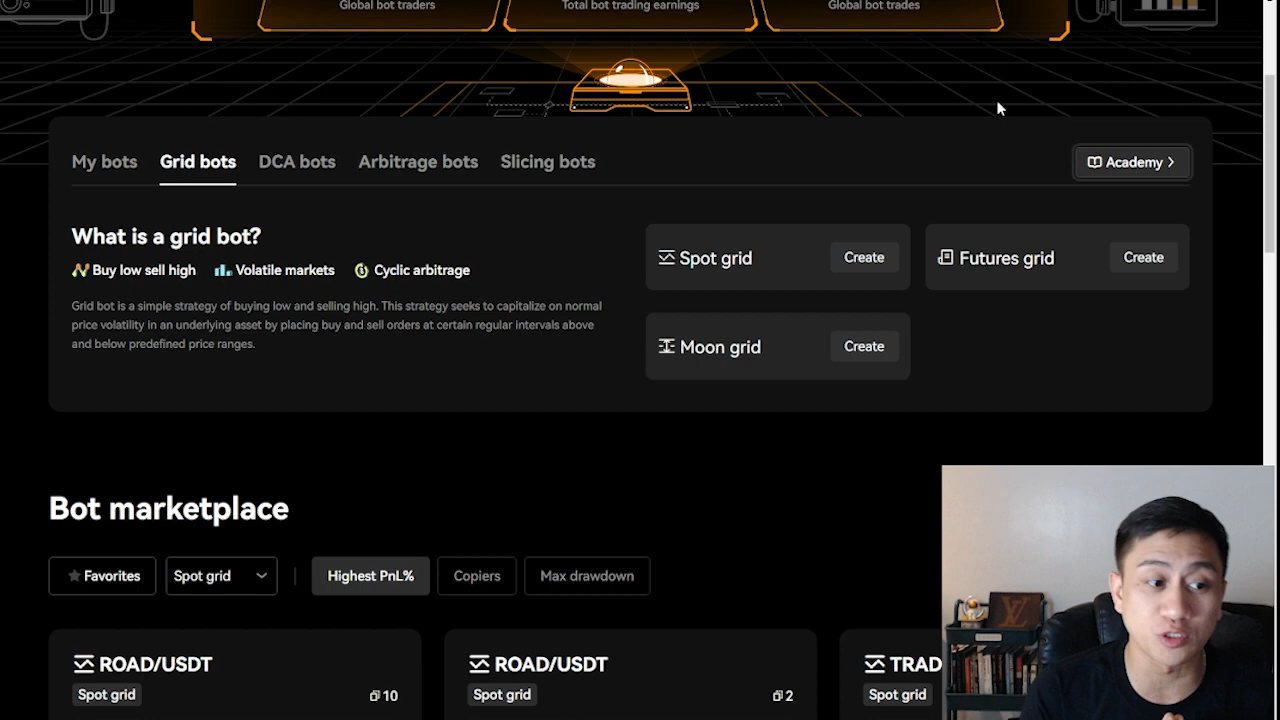 Global bot traders
Total bot trading earnings
Global bot trades
My bots Grid bots DCA bots Arbitrage bots Slicing bots
Academy >
What is a grid bot?
Buy low sell high Volatile markets Cyclic arbitrage
Grid bot is a simple strategy of buying low and selling high. This strategy seeks to capitalize on normal
price volatility in an underlying asset by placing buy and sell orders at certain regular intervals above
and below predefined price ranges.
Spot grid Create
Futures grid Create
Moon grid Create
Bot marketplace
Favorites Spot grid Highest PnL% Copiers Max drawdown
ROAD/USDT
Spot grid 10
ROAD/USDT
Spot grid 2
TRAD
Spot grid